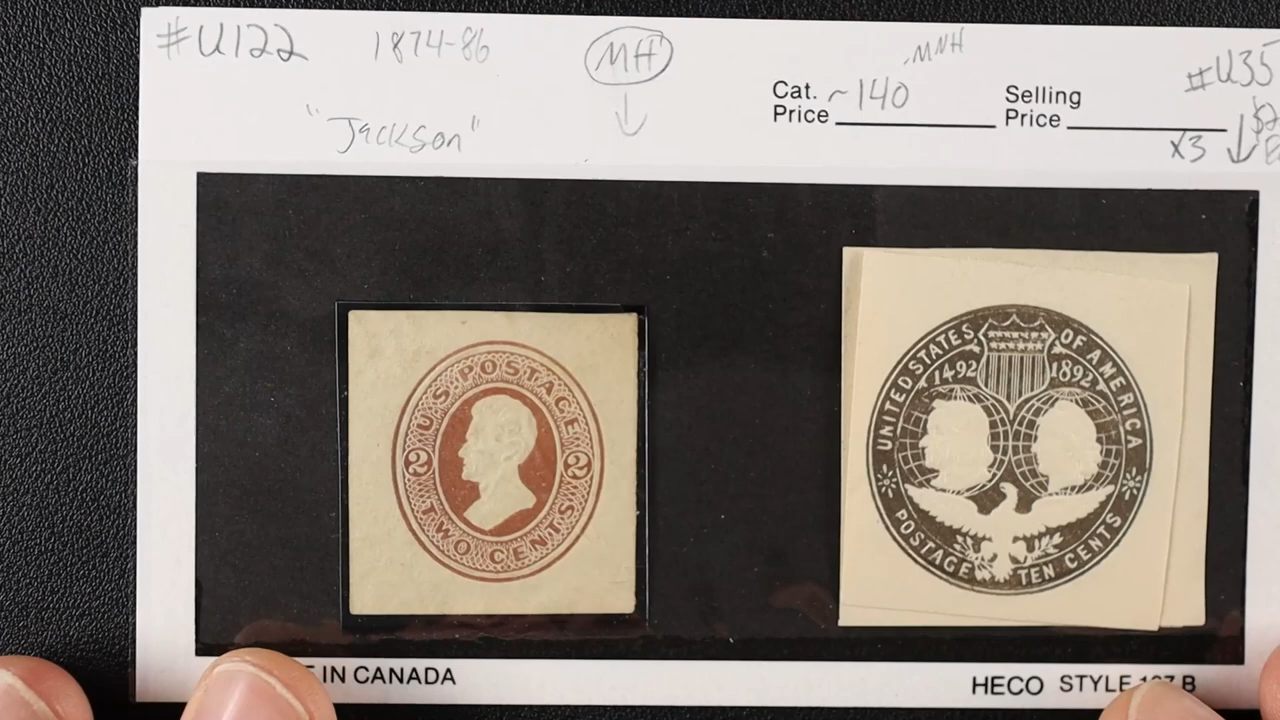 #U122 1874-86 MH
"Jackson"
Cat. ~140 MNH
Price
Selling
Price
#U35
x3
U.S. POSTAGE
2 2
TWO CENTS
UNITED STATES OF AMERICA
1492 1892
POSTAGE TEN CENTS
IN CANADA
HECO STYLE B